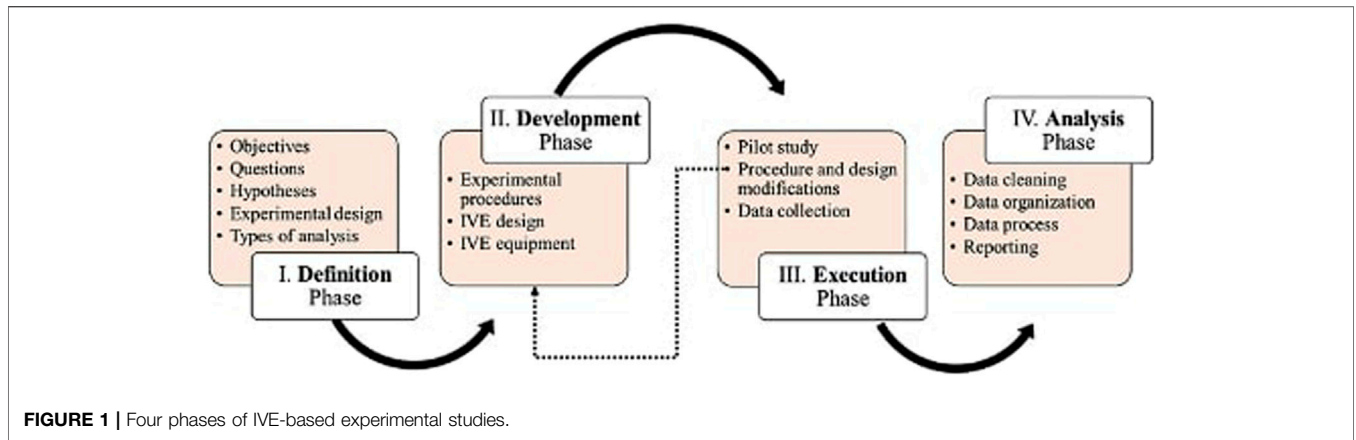 • Objectives
• Questions
• Hypotheses
• Experimental design
• Types of analysis
I. Definition
Phase
II. Development
Phase
• Experimental
procedures
• IVE design
• IVE equipment
• Pilot study
• Procedure and design
modifications
• Data collection
III. Execution
Phase
IV. Analysis
Phase
• Data cleaning
• Data organization
• Data process
• Reporting
FIGURE 1 | Four phases of IVE-based experimental studies.